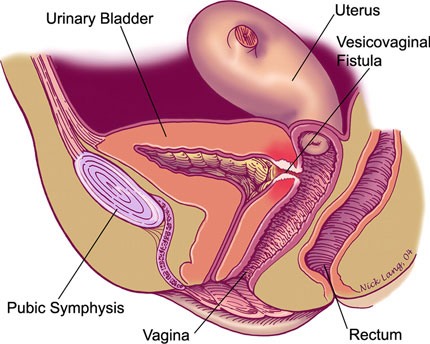 Urinary Bladder
Uterus
Vesicovaginal
Fistula
Pubic Symphysis
Vagina
Rectum
Nick Lang, 04